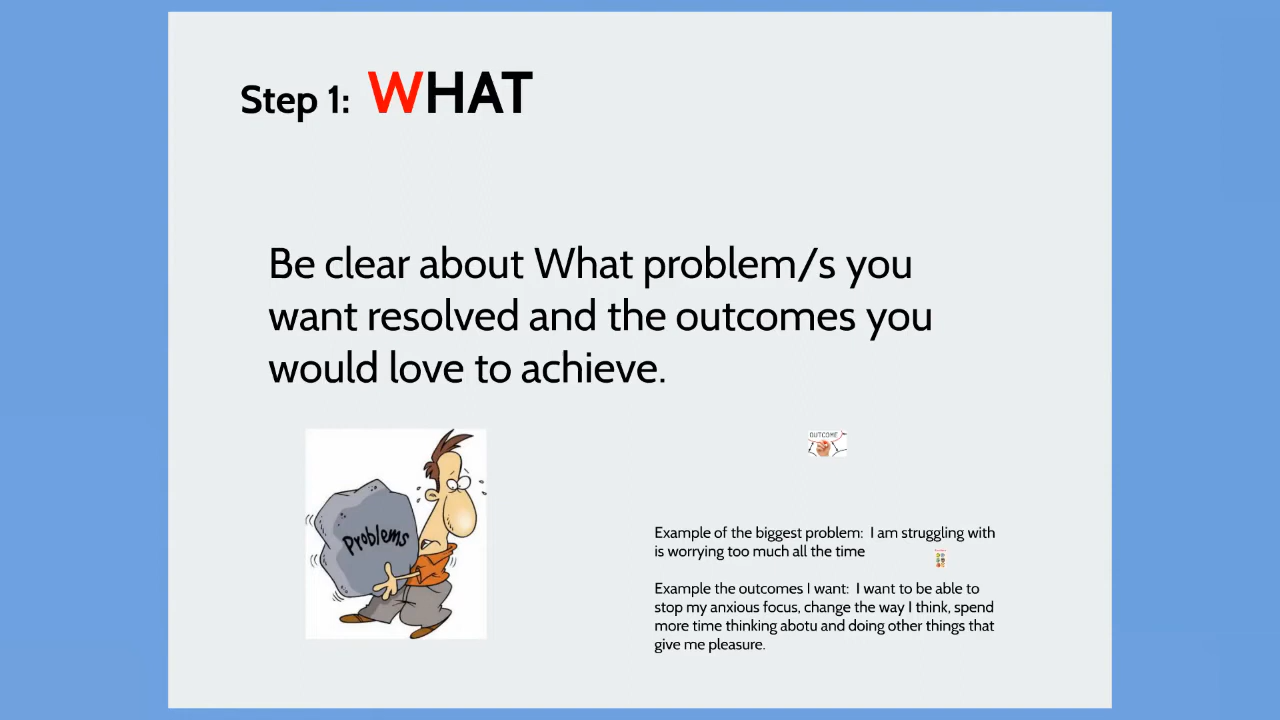 Step 1: WHAT
Be clear about What problem/s you
want resolved and the outcomes you
would love to achieve.
Problems
OUTCOME
Example of the biggest problem: I am struggling with
is worrying too much all the time
Example the outcomes I want: I want to be able to
stop my anxious focus, change the way I think, spend
more time thinking abotu and doing other things that
give me pleasure.